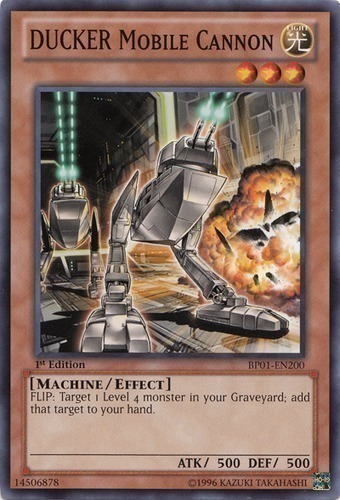 DUCKER MOBILE CANNON
LIGHT
光
1st Edition
BP01-EN200
[MACHINE/EFFECT]
FLIP: Target 1 Level 4 monster in your Graveyard; add
that target to your hand.
ATK/ 500 DEF/ 500
14506878
©1996 KAZUKI TAKAHASHI